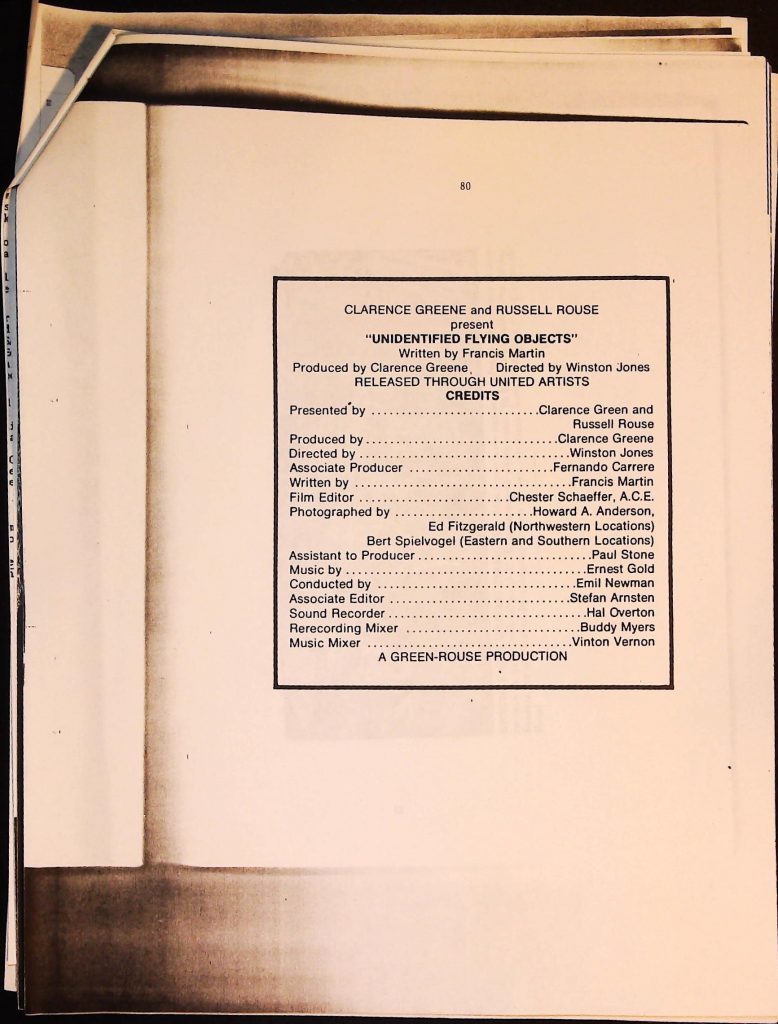 80
CLARENCE GREENE and RUSSELL ROUSE
present
"UNIDENTIFIED FLYING OBJECTS"
Written by Francis Martin
Produced by Clarence Greene, Directed by Winston Jones
RELEASED THROUGH UNITED ARTISTS
CREDITS
Presented by ..........................Clarence Green and
Russell Rouse
Produced by..............................Clarence Greene
Directed by .................................Winston Jones
Associate Producer ......................Fernando Carrere
Written by ..................................Francis Martin
Film Editor .......................Chester Schaeffer, A.C.E.
Photographed by .....................Howard A. Anderson,
Ed Fitzgerald (Northwestern Locations)
Bert Spielvogel (Eastern and Southern Locations)
Assistant to Producer...........................Paul Stone
Music by .....................................Ernest Gold
Conducted by ...............................Emil Newman
Associate Editor ............................Stefan Arnsten
Sound Recorder...............................Hal Overton
Rerecording Mixer ...........................Buddy Myers
Music Mixer ................................Vinton Vernon
A GREEN-ROUSE PRODUCTION